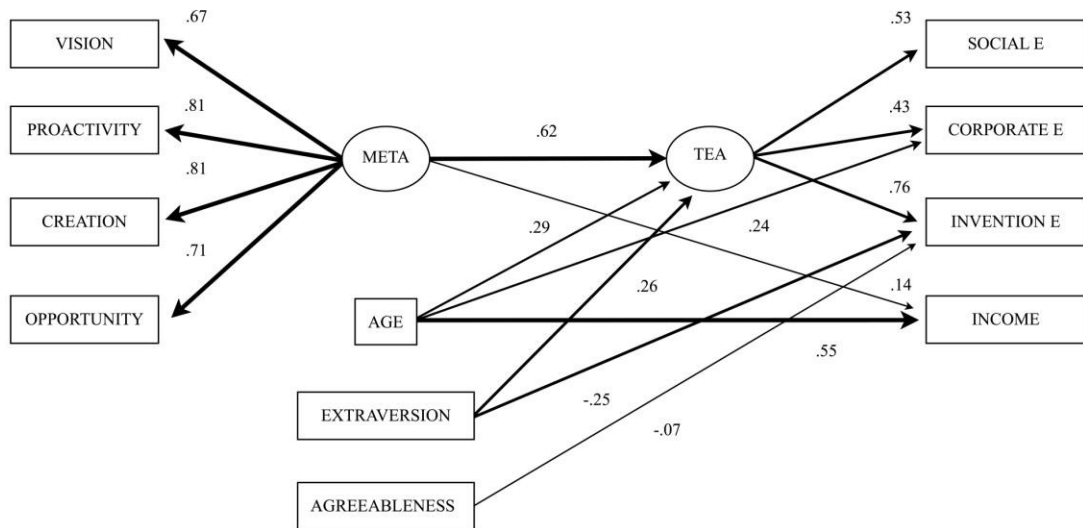 .67
.53
VISION
SOCIAL E
.81
.43
PROACTIVITY
CORPORATE E
META
.62
TEA
.81
.76
CREATION
INVENTION E
.29
.24
.71
.26
.14
OPPORTUNITY
AGE
INCOME
.55
-.25
EXTRAVERSION
-.07
AGREEABLENESS